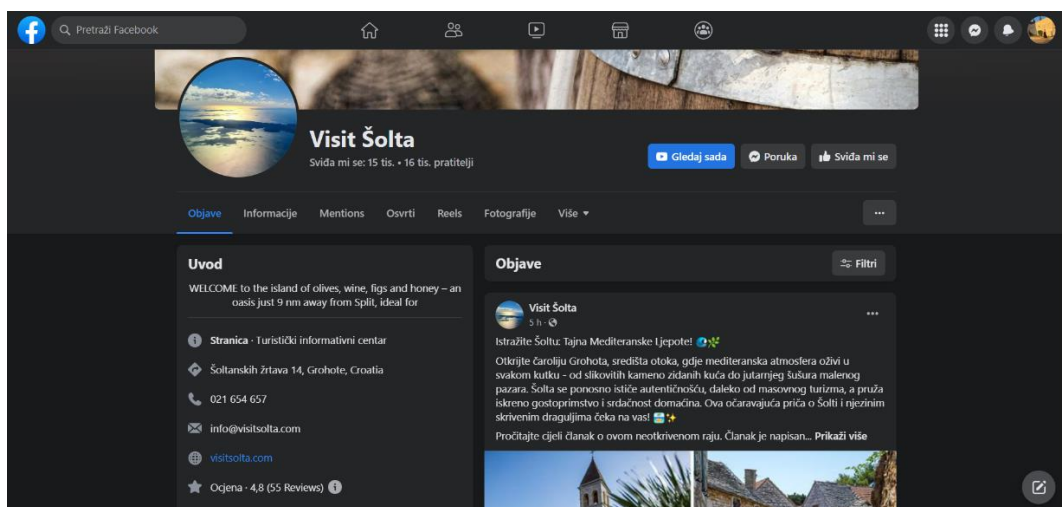 Pretraži Facebook
Visit Šolta
Sviđa mi se: 15 tis. • 16 tis. pratitelji
Gledaj sada
Poruka
Sviđa mi se
Objave
Informacije
Mentions
Osvrti
Reels
Fotografije
Više
Uvod
WELCOME to the island of olives, wine, figs and honey – an
oasis just 9 nm away from Split, ideal for
Stranica · Turistički informativni centar
Šoltanskih žrtava 14, Grohote, Croatia
021 654 657
info@visitsolta.com
visitsolta.com
Ocjena · 4,8 (55 Reviews)
Objave
Filtri
Visit Šolta
5 h ·
Istražite Šoltu: Tajna Mediteranske Ljepote!
Otkrijte čaroliju Grohota, središta otoka, gdje mediteranska atmosfera oživi u
svakom kutku - od slikovitih kameno zidanih kuća do jutarnjeg šušura malenog
pazara. Šolta se ponosno ističe autentičnošću, daleko od masovnog turizma, a pruža
iskreno gostoprimstvo i srdačnost domaćina. Ova očaravajuća priča o Šolti i njezinim
skrivenim draguljima čeka na vas!
Pročitajte cijeli članak o ovom neotkrivenom raju. Članak je napisan... Prikaži više